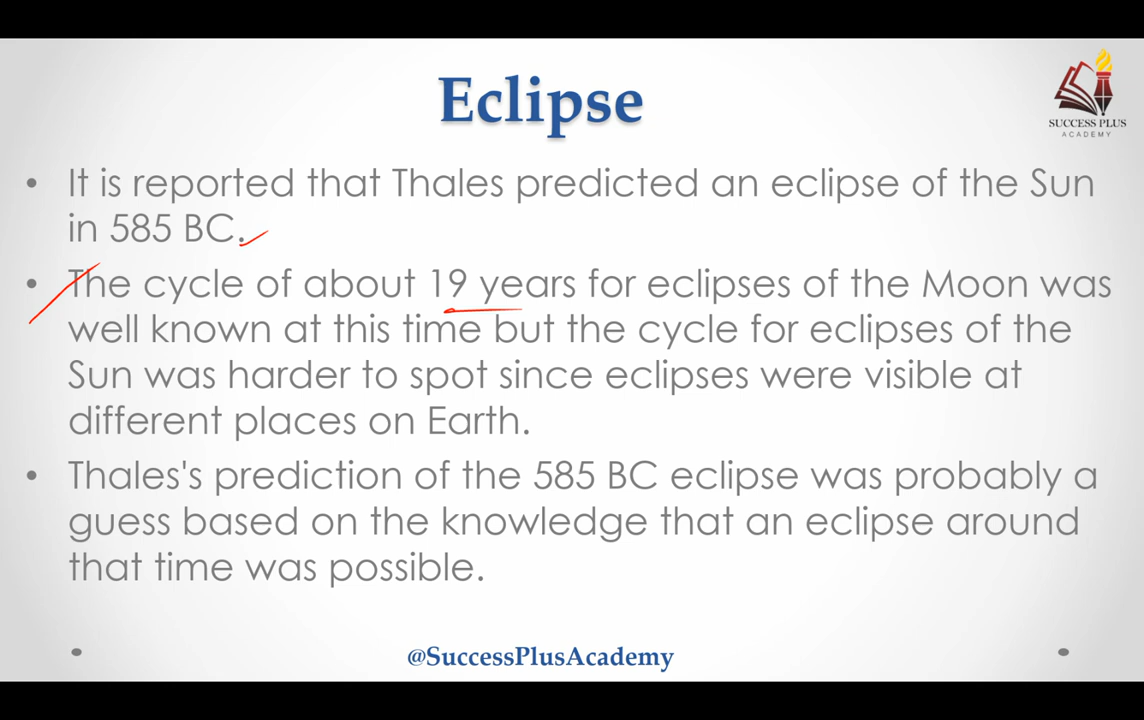 Eclipse
SUCCESS PLUS
ACADEMY
• It is reported that Thales predicted an eclipse of the Sun
in 585 BC.
• The cycle of about 19 years for eclipses of the Moon was
well known at this time but the cycle for eclipses of the
Sun was harder to spot since eclipses were visible at
different places on Earth.
• Thales's prediction of the 585 BC eclipse was probably a
guess based on the knowledge that an eclipse around
that time was possible.
@SuccessPlusAcademy